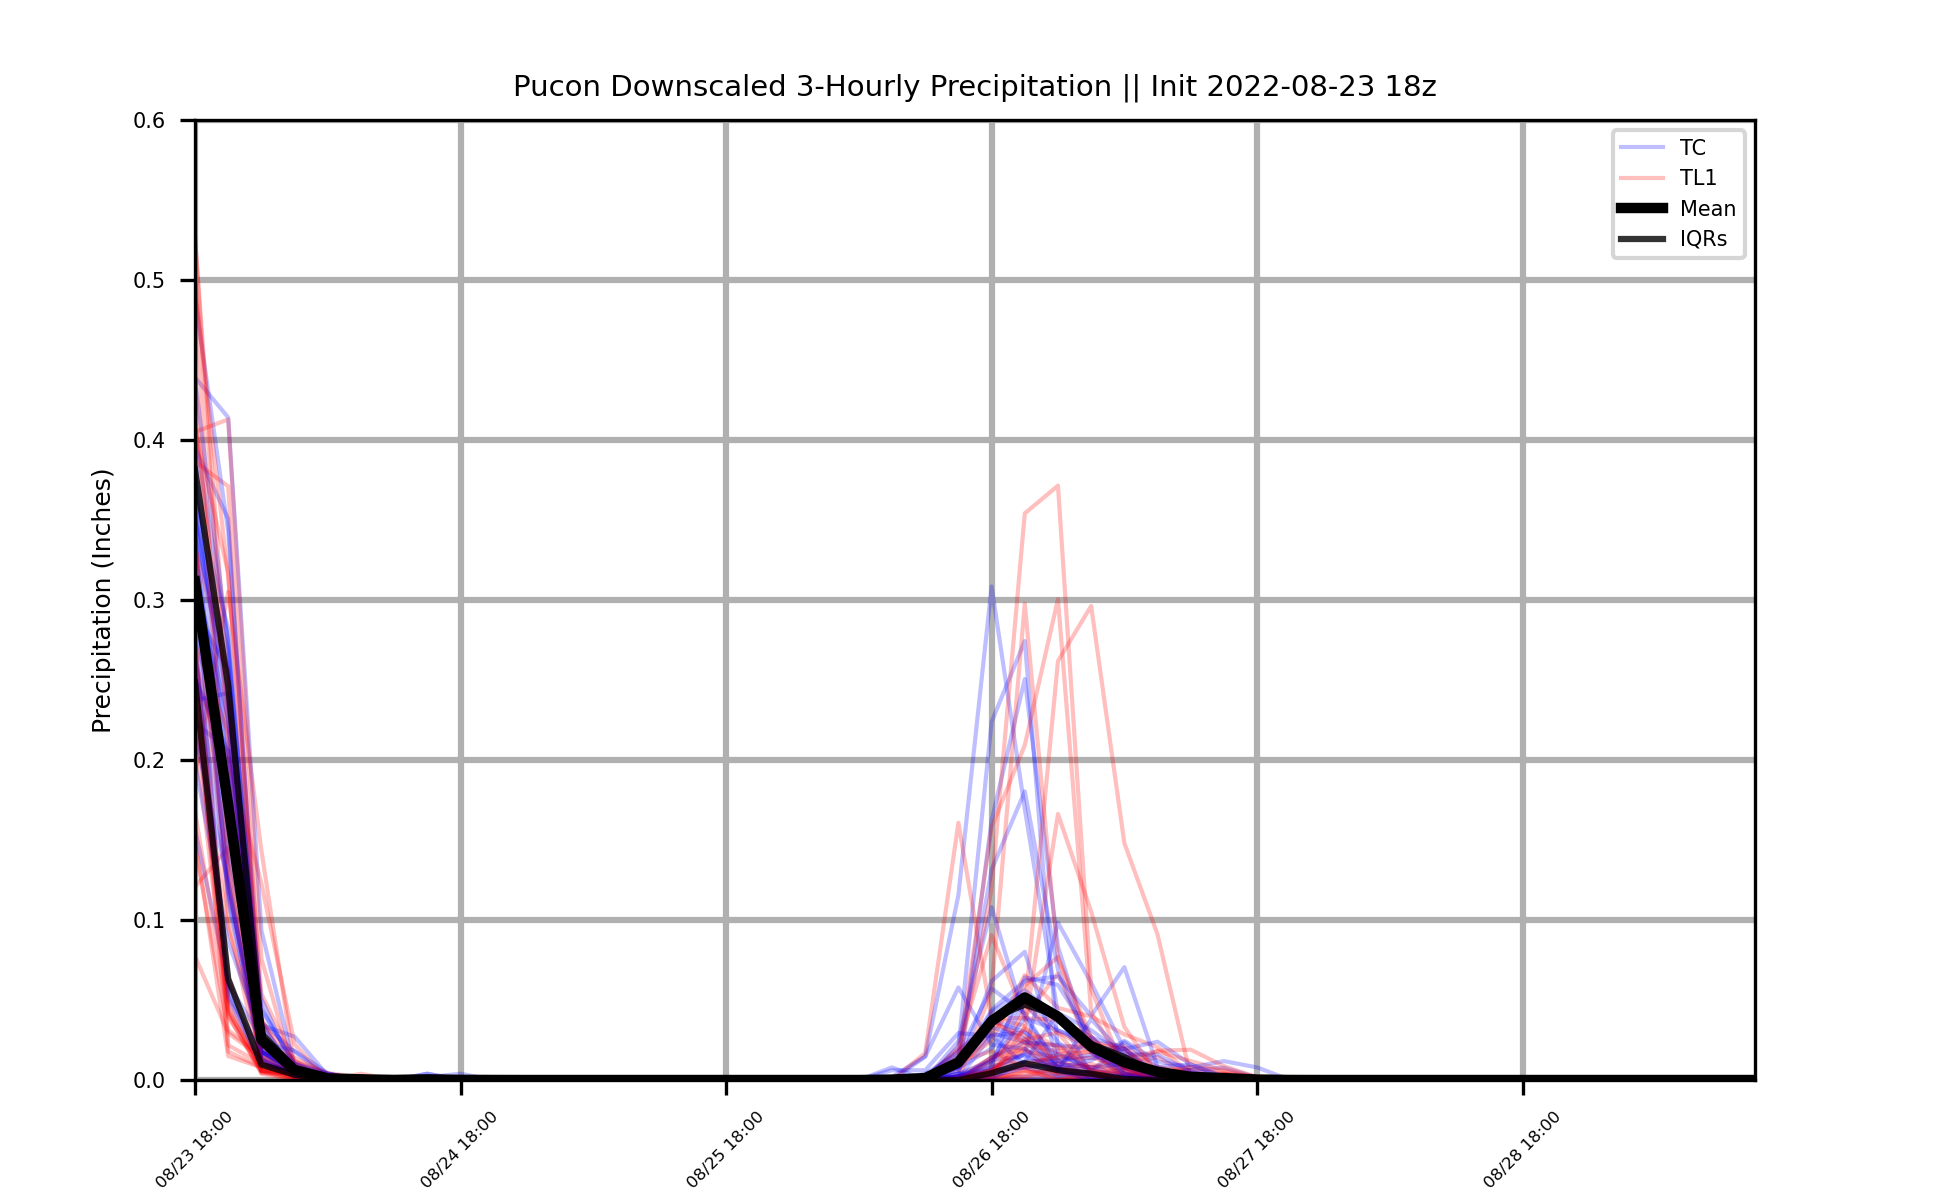 Pucon Downscaled 3-Hourly Precipitation || Init 2022-08-23 18z
TC
TL1
Mean
IQRs
Precipitation (Inches)
0.6
0.5
0.4
0.3
0.2
0.1
0.0
08/23 18:00
08/24 18:00
08/25 18:00
08/26 18:00
08/27 18:00
08/28 18:00